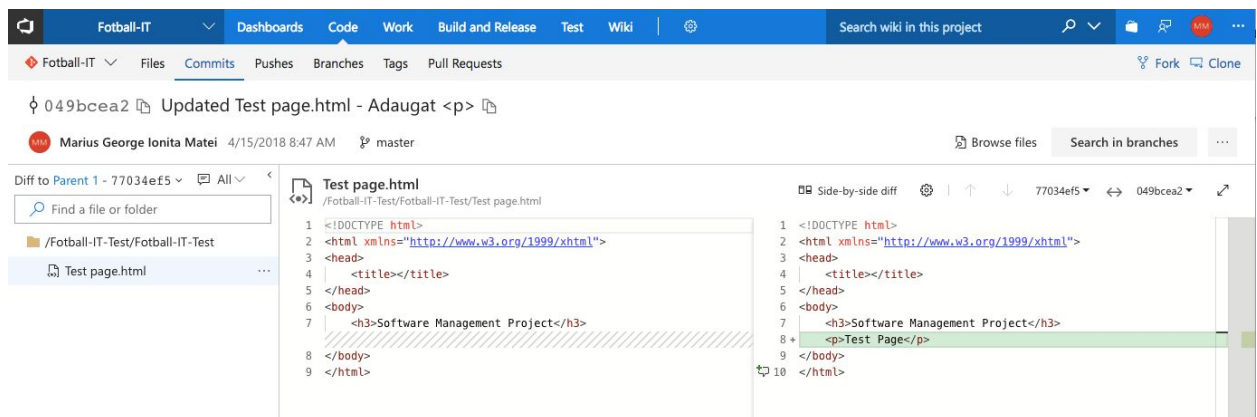 Fotball-IT Dashboards Code Work Build and Release Test Wiki Search wiki in this project MM ...
Fotball-IT Files Commits Pushes Branches Tags Pull Requests Fork Clone
049bcea2 Updated Test page.html - Adaugat <p>
MM Marius George Ionita Matei 4/15/2018 8:47 AM master Browse files Search in branches ...
Diff to Parent 1 - 77034ef5 All
Find a file or folder
/Fotball-IT-Test/Fotball-IT-Test
Test page.html ...
Test page.html
/Fotball-IT-Test/Fotball-IT-Test/Test page.html
Side-by-side diff 77034ef5 049bcea2
1 <!DOCTYPE html>
2 <html xmlns="http://www.w3.org/1999/xhtml">
3 <head>
4 <title></title>
5 </head>
6 <body>
7 <h3>Software Management Project</h3>
8 </body>
9 </html>
1 <!DOCTYPE html>
2 <html xmlns="http://www.w3.org/1999/xhtml">
3 <head>
4 <title></title>
5 </head>
6 <body>
7 <h3>Software Management Project</h3>
8 + <p>Test Page</p>
9 </body>
10 </html>